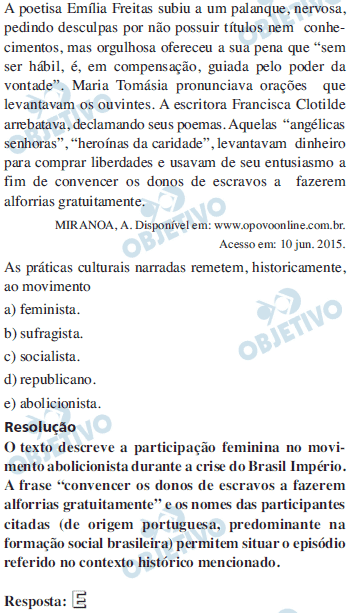 A poetisa Emília Freitas subiu a um palanque, nervosa,
pedindo desculpas por não possuir títulos nem conhe-
cimentos, mas orgulhosa ofereceu a sua pena que “sem
ser hábil, é, em compensação, guiada pelo poder da
vontade”. Maria Tomásia pronunciava orações que
levantavam os ouvintes. A escritora Francisca Clotilde
arrebatava, declamando seus poemas. Aquelas “angélicas
senhoras”, “heroínas da caridade”, levantavam dinheiro
para comprar liberdades e usavam de seu entusiasmo a
fim de convencer os donos de escravos a fazerem
alforrias gratuitamente.
MIRANOA, A. Disponível em: www.opovoonline.com.br.
Acesso em: 10 jun. 2015.
As práticas culturais narradas remetem, historicamente,
ao movimento
a) feminista.
b) sufragista.
c) socialista.
d) republicano.
e) abolicionista.
Resolução
O texto descreve a participação feminina no movi-
mento abolicionista durante a crise do Brasil Império.
A frase “convencer os donos de escravos a fazerem
alforrias gratuitamente” e os nomes das participantes
citadas (de origem portuguesa, predominante na
formação social brasileira) permitem situar o episódio
referido no contexto histórico mencionado.
Resposta: E
OBJETIVO
OBJETIVO
OBJETIVO
OBJETIVO
OBJETIVO
OBJETIVO